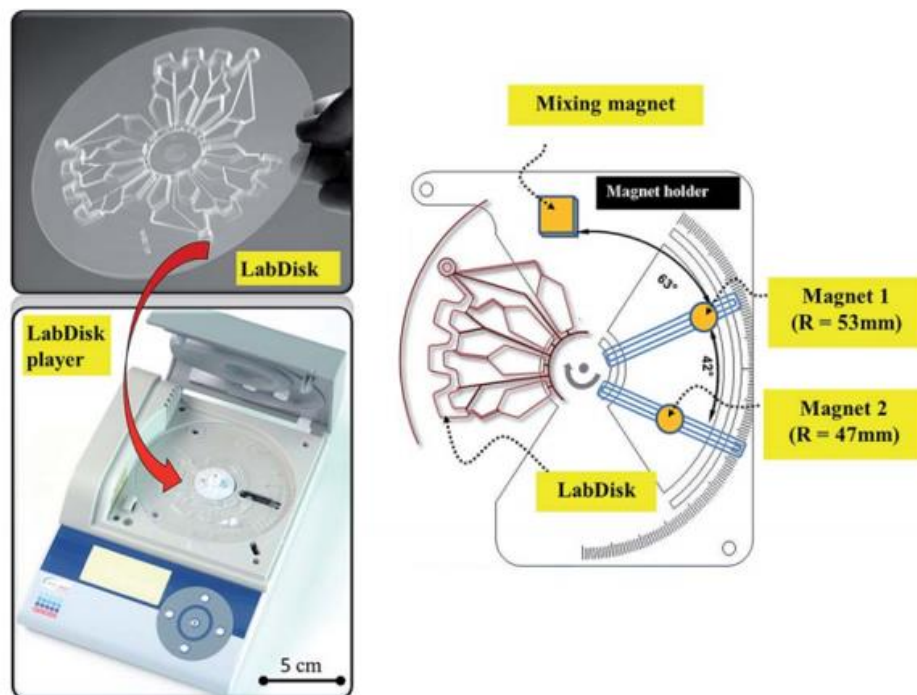 LabDisk
LabDisk
player
5 cm
Mixing magnet
Magnet holder
63°
Magnet 1
(R = 53mm)
42°
Magnet 2
(R = 47mm)
LabDisk